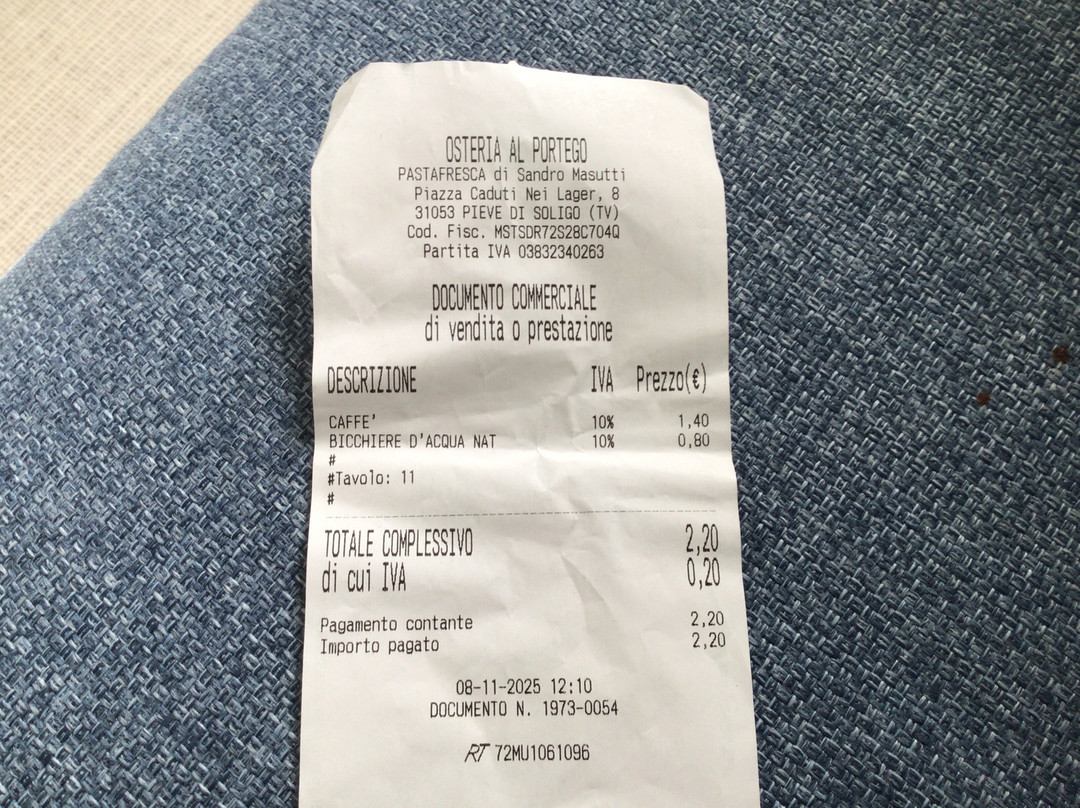 OSTERIA AL PORTEGO
PASTAFRESCA di Sandro Masutti
Piazza Caduti Nei Lager, 8
31053 PIEVE DI SOLIGO (TV)
Cod. Fisc. MSTSDR72S28C704Q
Partita IVA 03832340263
DOCUMENTO COMMERCIALE
di vendita o prestazione
DESCRIZIONE IVA Prezzo(€)
CAFFE' 10% 1,40
BICCHIERE D'ACQUA NAT 10% 0,80
#
#Tavolo: 11
#
TOTALE COMPLESSIVO 2,20
di cui IVA 0,20
Pagamento contante 2,20
Importo pagato 2,20
08-11-2025 12:10
DOCUMENTO N. 1973-0054
RT 72MU1061096